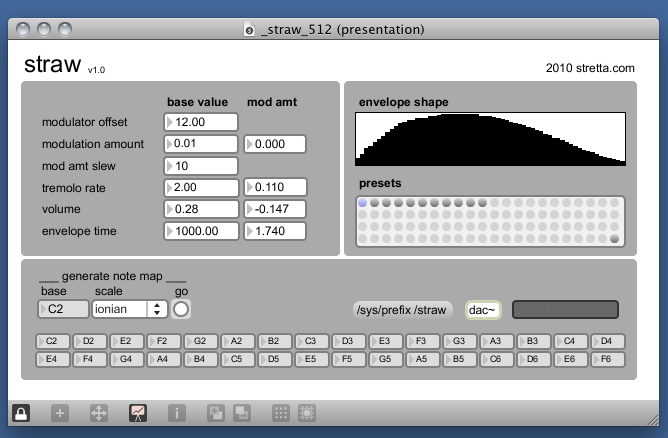 _straw_512 (presentation)
straw v1.0
2010 stretta.com
base value mod amt
modulator offset 12.00
modulation amount 0.01 0.000
mod amt slew 10
tremolo rate 2.00 0.110
volume 0.28 -0.147
envelope time 1000.00 1.740
envelope shape
presets
___ generate note map ___
base scale go
C2 ionian
/sys/prefix /straw dac~
C2 D2 E2 F2 G2 A2 B2 C3 D3 E3 F3 G3 A3 B3 C4 D4
E4 F4 G4 A4 B4 C5 D5 E5 F5 G5 A5 B5 C6 D6 E6 F6